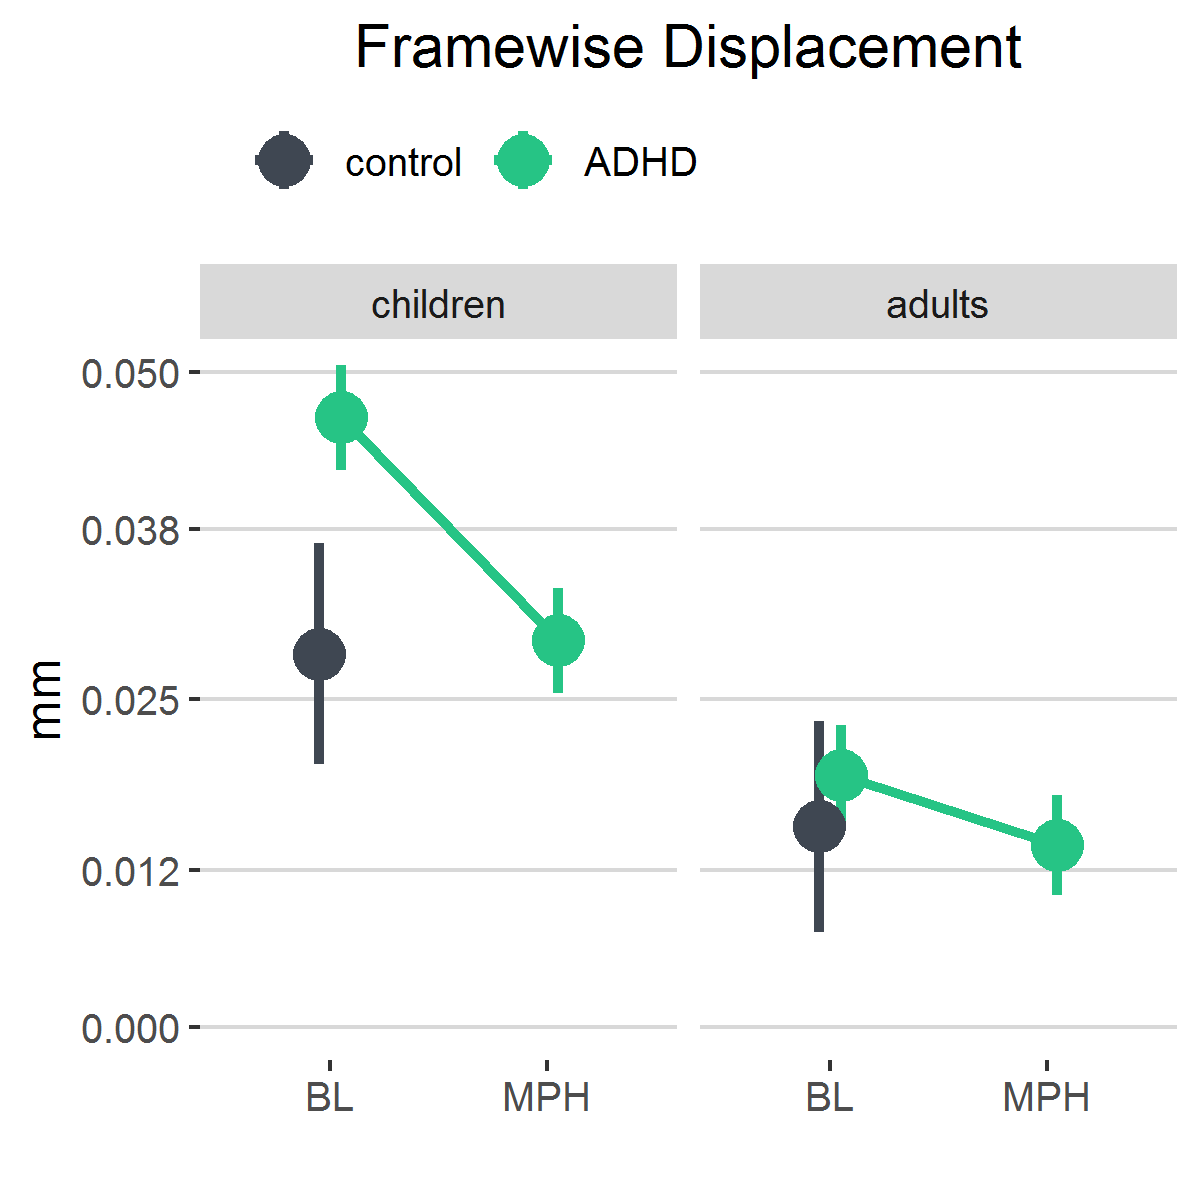 Framewise Displacement
control ADHD
children adults
0.050
0.038
0.025
0.012
0.000
mm
BL MPH BL MPH